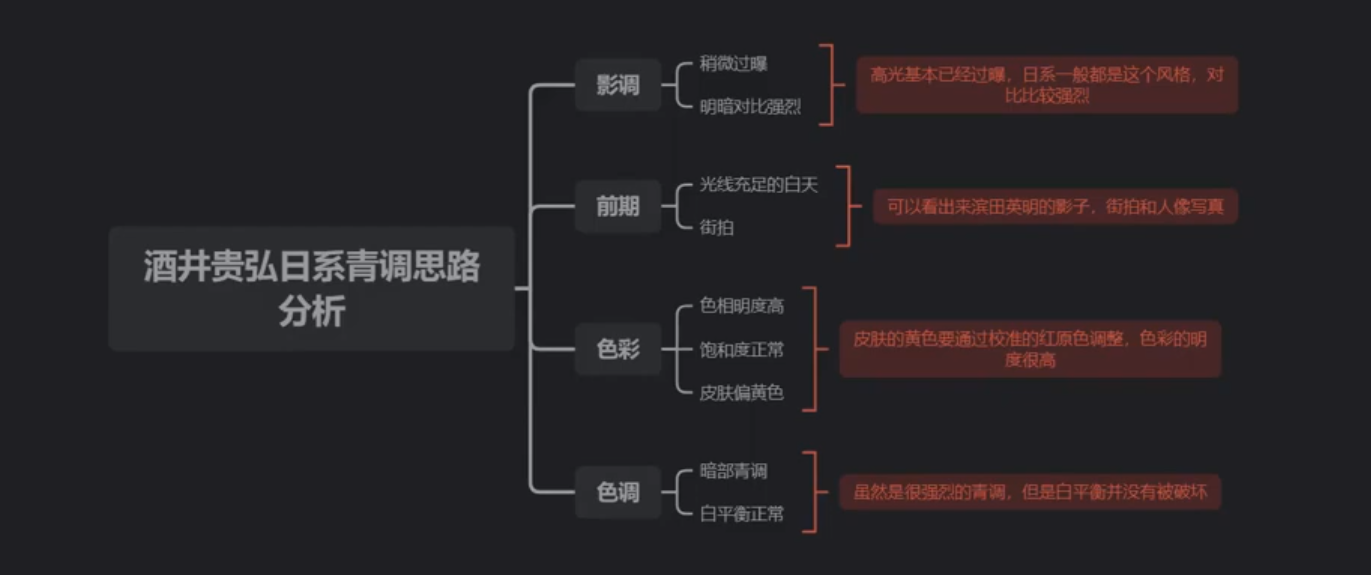 酒井贵弘日系青调思路
分析
影调
稍微过曝
明暗对比强烈
高光基本已经过曝，日系一般都是这个风格，对
比比较强烈
前期
光线充足的白天
街拍
可以看出来滨田英明的影子，街拍和人像写真
色彩
色相明度高
饱和度正常
皮肤偏黄色
皮肤的黄色要通过校准的红原色调整，色彩的明
度很高
色调
暗部青调
白平衡正常
虽然是很强烈的青调，但是白平衡并没有被破坏